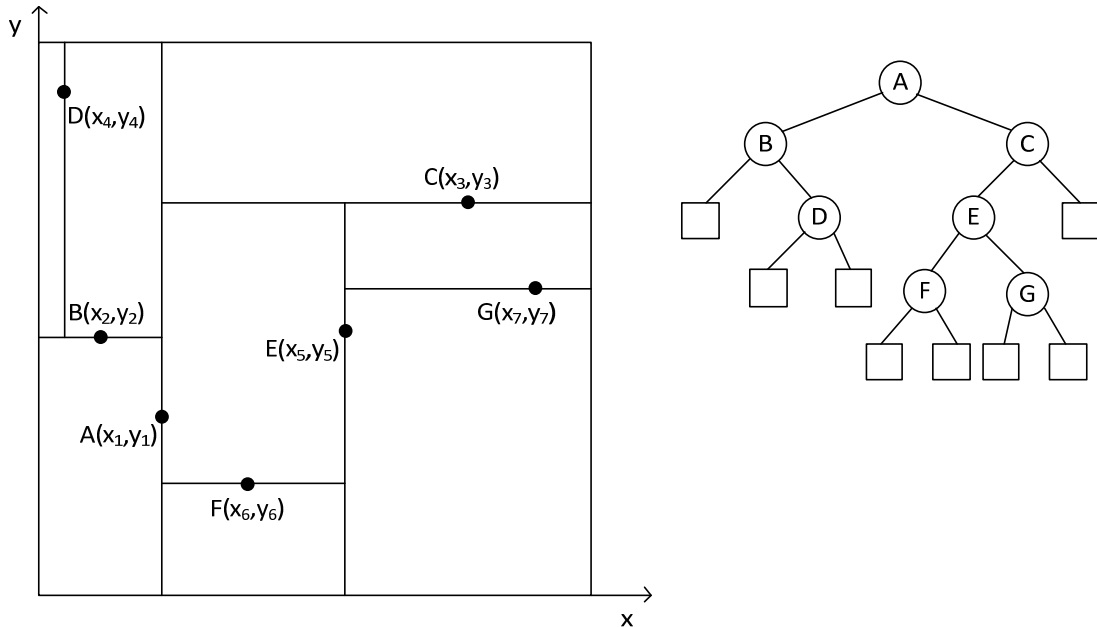 y
D(x₄,y₄)
C(x₃,y₃)
B(x₂,y₂)
G(x₇,y₇)
E(x₅,y₅)
A(x₁,y₁)
F(x₆,y₆)
x
A
B
C
D
E
F
G